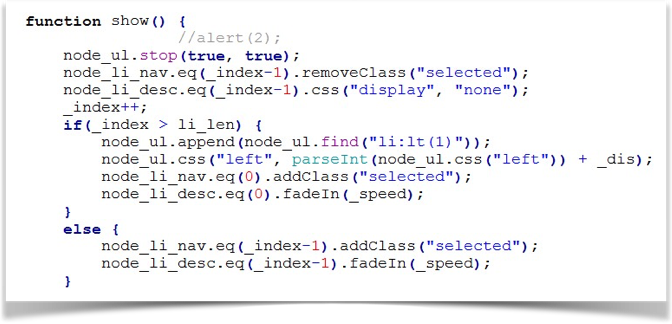 function show() {
//alert(2);
node_ul.stop(true, true);
node_li_nav.eq(_index-1).removeClass("selected");
node_li_desc.eq(_index-1).css("display", "none");
_index++;
if(_index > li_len) {
node_ul.append(node_ul.find("li:lt(1)"));
node_ul.css("left", parseInt(node_ul.css("left")) + _dis);
node_li_nav.eq(0).addClass("selected");
node_li_desc.eq(0).fadeIn(_speed);
}
else {
node_li_nav.eq(_index-1).addClass("selected");
node_li_desc.eq(_index-1).fadeIn(_speed);
}